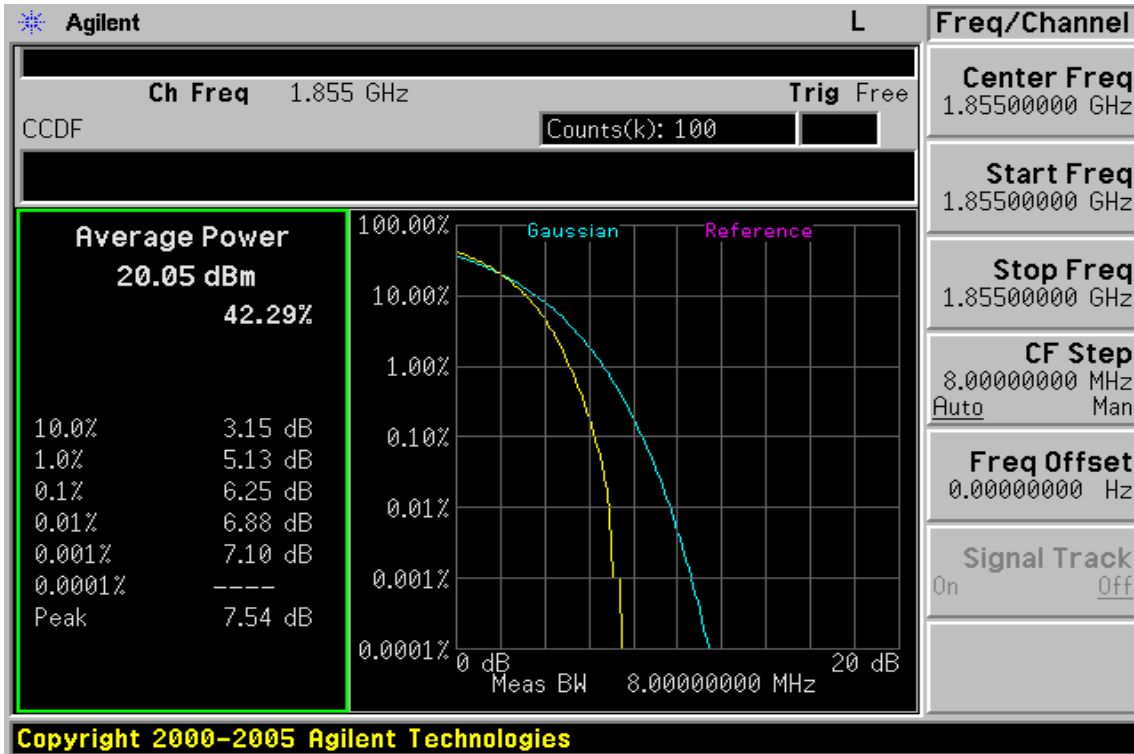 Agilent L Freq/Channel
Ch Freq 1.855 GHz Trig Free
CCDF Counts(k): 100
Average Power
20.05 dBm
42.29%
10.0% 3.15 dB
1.0% 5.13 dB
0.1% 6.25 dB
0.01% 6.88 dB
0.001% 7.10 dB
0.0001% ----
Peak 7.54 dB
Gaussian Reference
100.00%
10.00%
1.00%
0.10%
0.01%
0.001%
0.0001%
0 dB 20 dB
Meas BW 8.00000000 MHz
Center Freq
1.85500000 GHz
Start Freq
1.85500000 GHz
Stop Freq
1.85500000 GHz
CF Step
8.00000000 MHz
Auto Man
Freq Offset
0.00000000 Hz
Signal Track
On Off
Copyright 2000-2005 Agilent Technologies